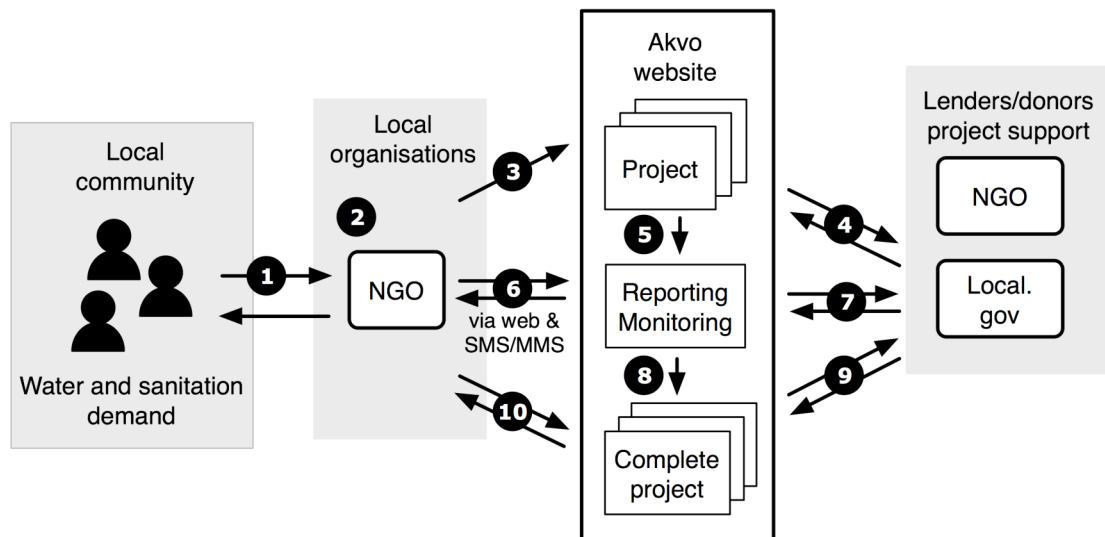 Local
community
1
Water and sanitation
demand
Local
organisations
2
NGO
3
6
via web &
SMS/MMS
10
Akvo
website
Project
5
Reporting
Monitoring
8
Complete
project
4
7
9
Lenders/donors
project support
NGO
Local.
gov